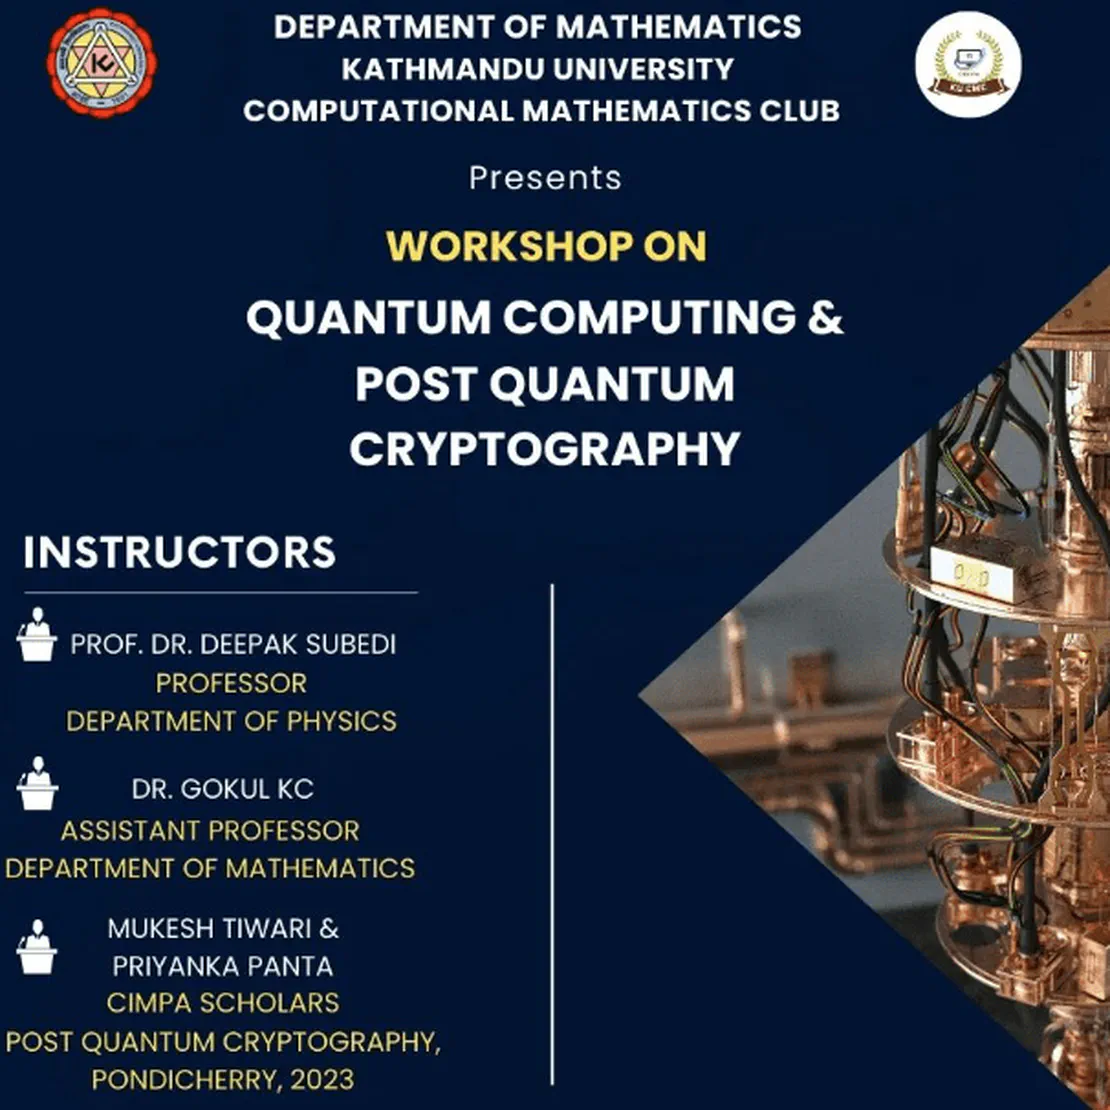 DEPARTMENT OF MATHEMATICS
KATHMANDU UNIVERSITY
COMPUTATIONAL MATHEMATICS CLUB
KU CMC
Presents
WORKSHOP ON
QUANTUM COMPUTING &
POST QUANTUM
CRYPTOGRAPHY
INSTRUCTORS
PROF. DR. DEEPAK SUBEDI
PROFESSOR
DEPARTMENT OF PHYSICS
DR. GOKUL KC
ASSISTANT PROFESSOR
DEPARTMENT OF MATHEMATICS
MUKESH TIWARI &
PRIYANKA PANTA
CIMPA SCHOLARS
POST QUANTUM CRYPTOGRAPHY,
PONDICHERRY, 2023